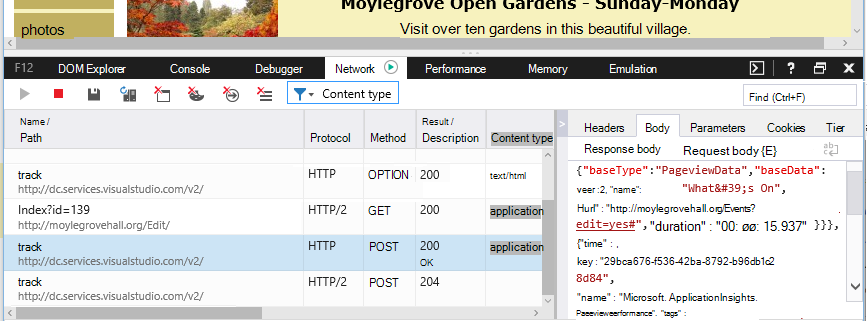 Moylegrove Open Gardens - Sunday-Monday
Visit over ten gardens in this beautiful village.
photos
F12 DOM Explorer Console Debugger Network Performance Memory Emulation
Content type
Find (Ctrl+F)
Name /
Path
Protocol
Method
Result /
Description
Content type
track
http://dc.services.visualstudio.com/v2/
HTTP
OPTION
200
text/html
Index?id=139
http://moylegrovehall.org/Edit/
HTTP/2
GET
200
application
track
http://dc.services.visualstudio.com/v2/
HTTP
POST
200
OK
application
track
http://dc.services.visualstudio.com/v2/
HTTP/2
POST
204
Headers Body Parameters Cookies Tier
Response body Request body {E}
{"baseType":"PageviewData","baseData":
veer :2, "name": "What&#39;s On",
Hurl" : "http://moylegrovehall.org/Events?
edit=yes#","duration" : "00: øø: 15.937" }}},
{"time" : .
key : "29bca676-f536-42ba-8792-b96db1c2
8d84",
"name" : "Microsoft. ApplicationInsights.
Paeevieweerformance". "tags" :